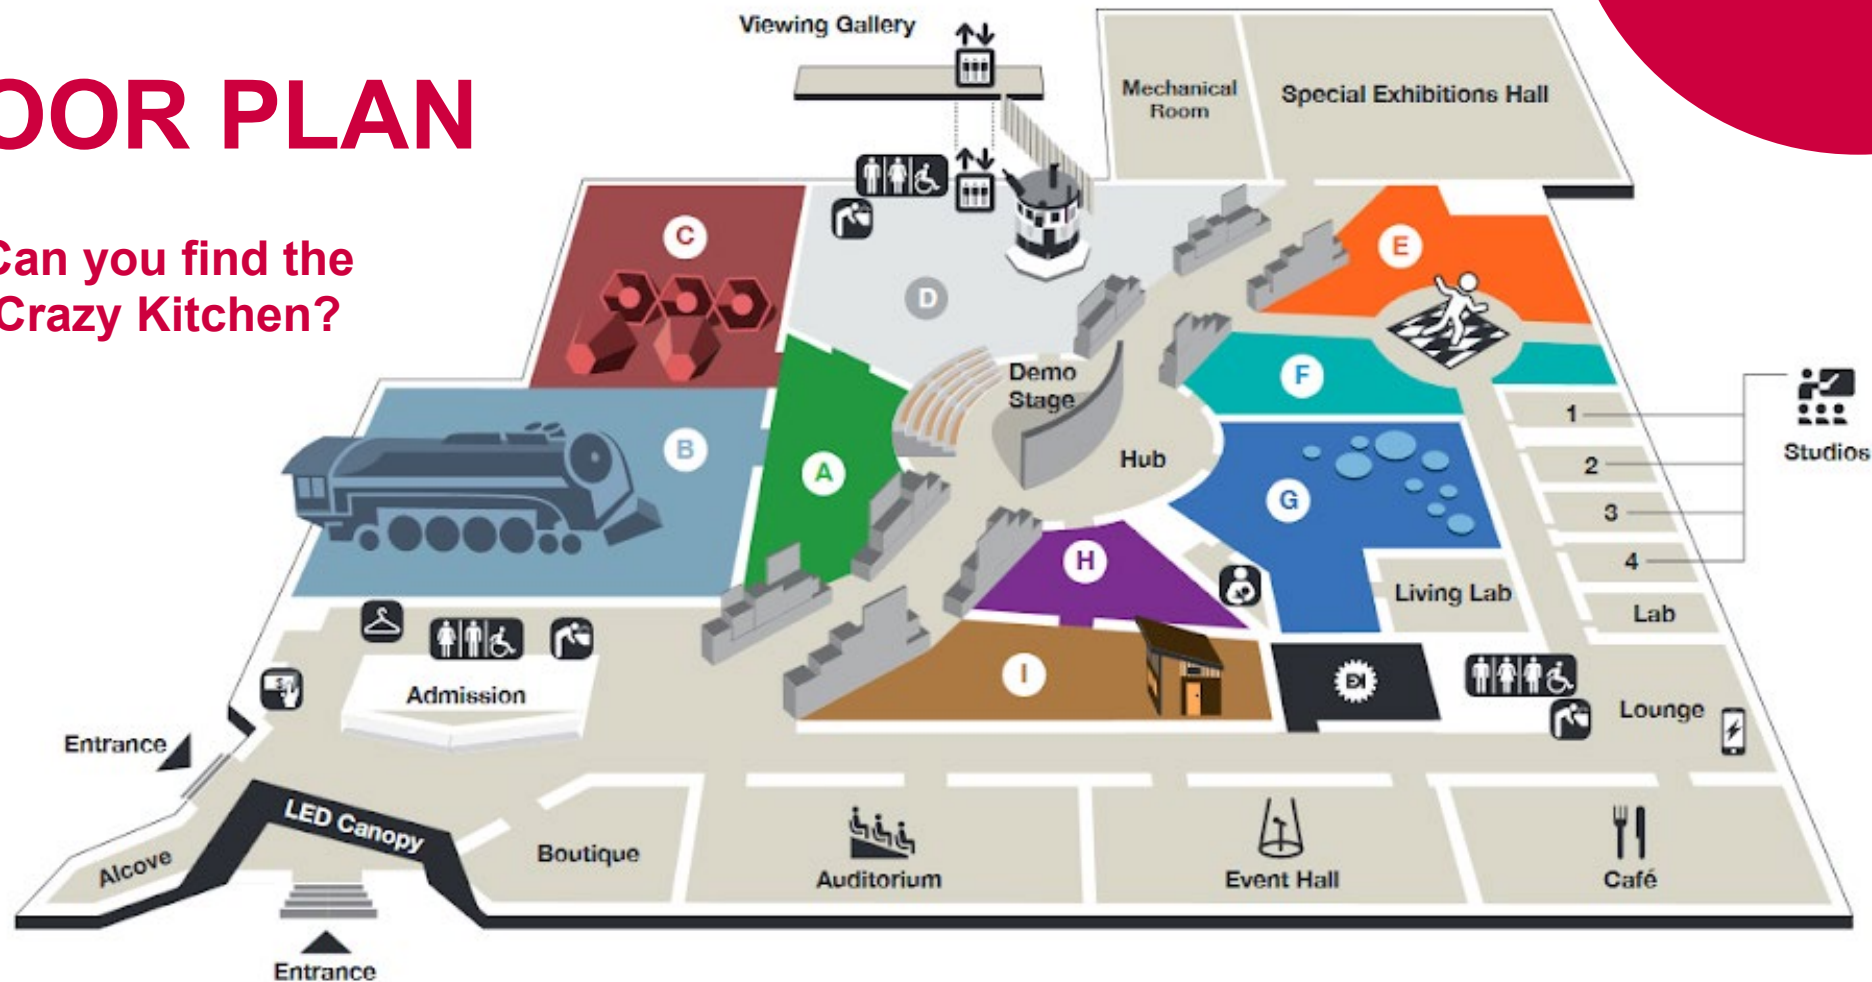 OOR PLAN
Can you find the
Crazy Kitchen?
Viewing Gallery
Mechanical
Room
Special Exhibitions Hall
C
D
E
Demo
Stage
F
B
A
Hub
G
1
2
3
4
Studios
H
Living Lab
Lab
I
Admission
Lounge
Entrance
LED Canopy
Alcove
Boutique
Auditorium
Event Hall
Café
Entrance